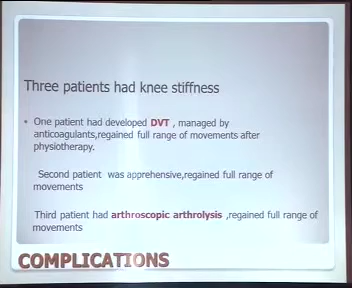 Three patients had knee stiffness
• One patient had developed DVT , managed by
anticoagulants,regained full range of movements after
physiotherapy.
Second patient was apprehensive,regained full range of
movements
Third patient had arthroscopic arthrolysis ,regained full range of
movements
COMPLICATIONS